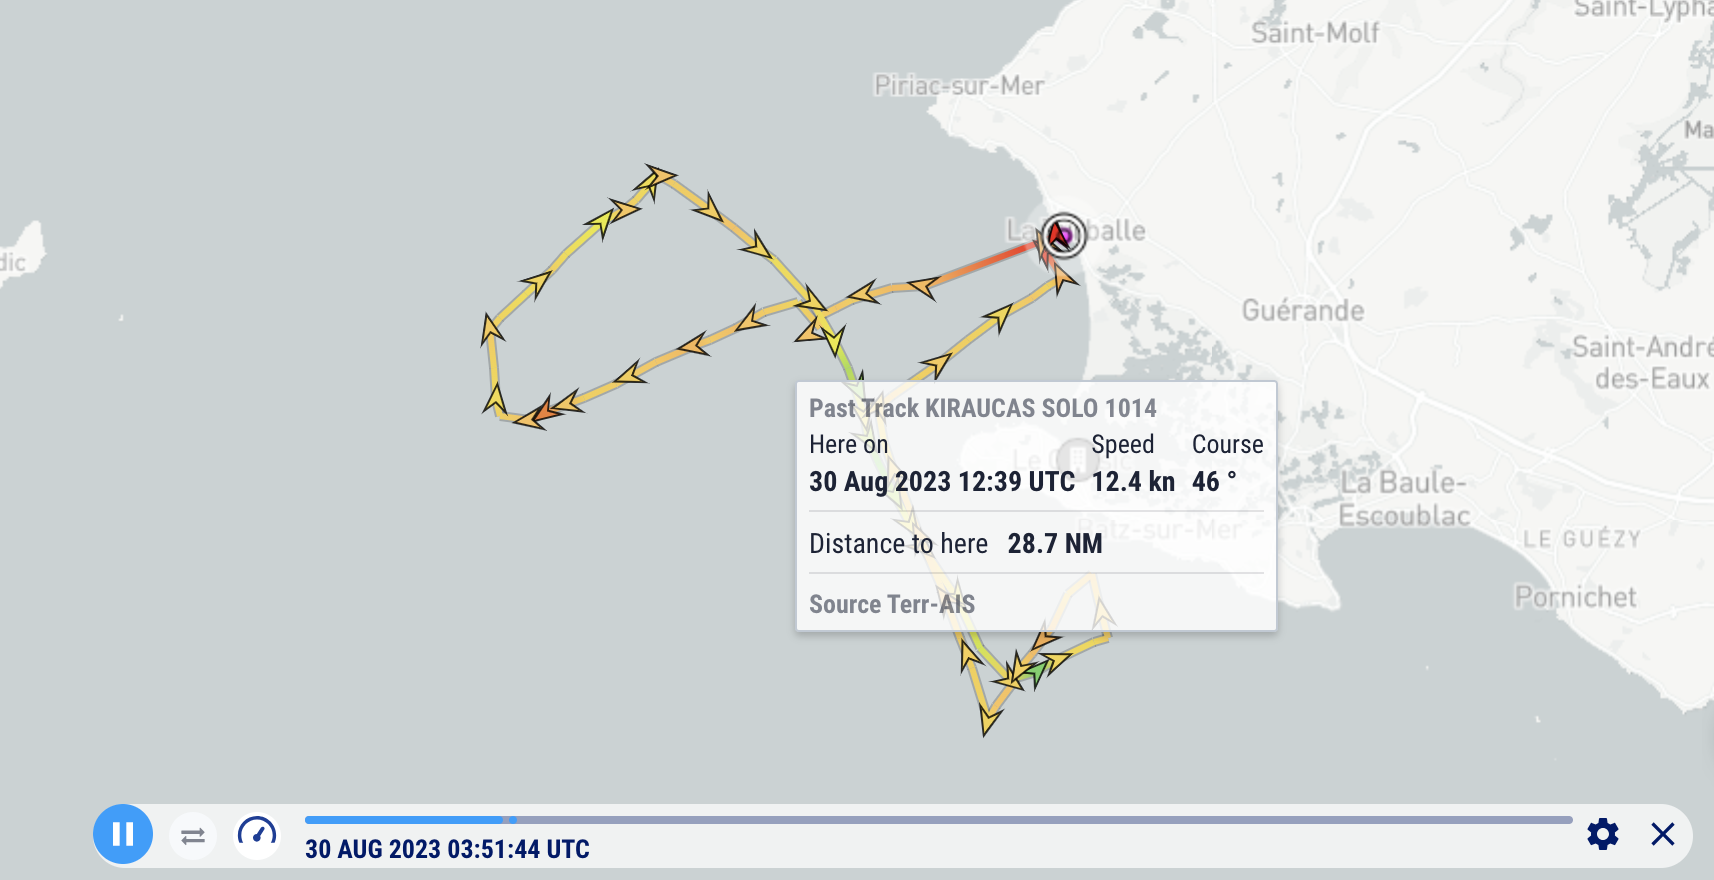 Saint-Lypha
Saint-Molf
Piriac-sur-Mer
Ma
La balle
dic
Guérande
Saint-André
des-Eaux
Past Track KIRAUCAS SOLO 1014
Here on Speed Course
30 Aug 2023 12:39 UTC 12.4 kn 46 °
Le C ic
La Baule-
Escoublac
Batz-sur-Mer
LE GUÉZY
Distance to here 28.7 NM
Source Terr-AIS
Pornichet
30 AUG 2023 03:51:44 UTC